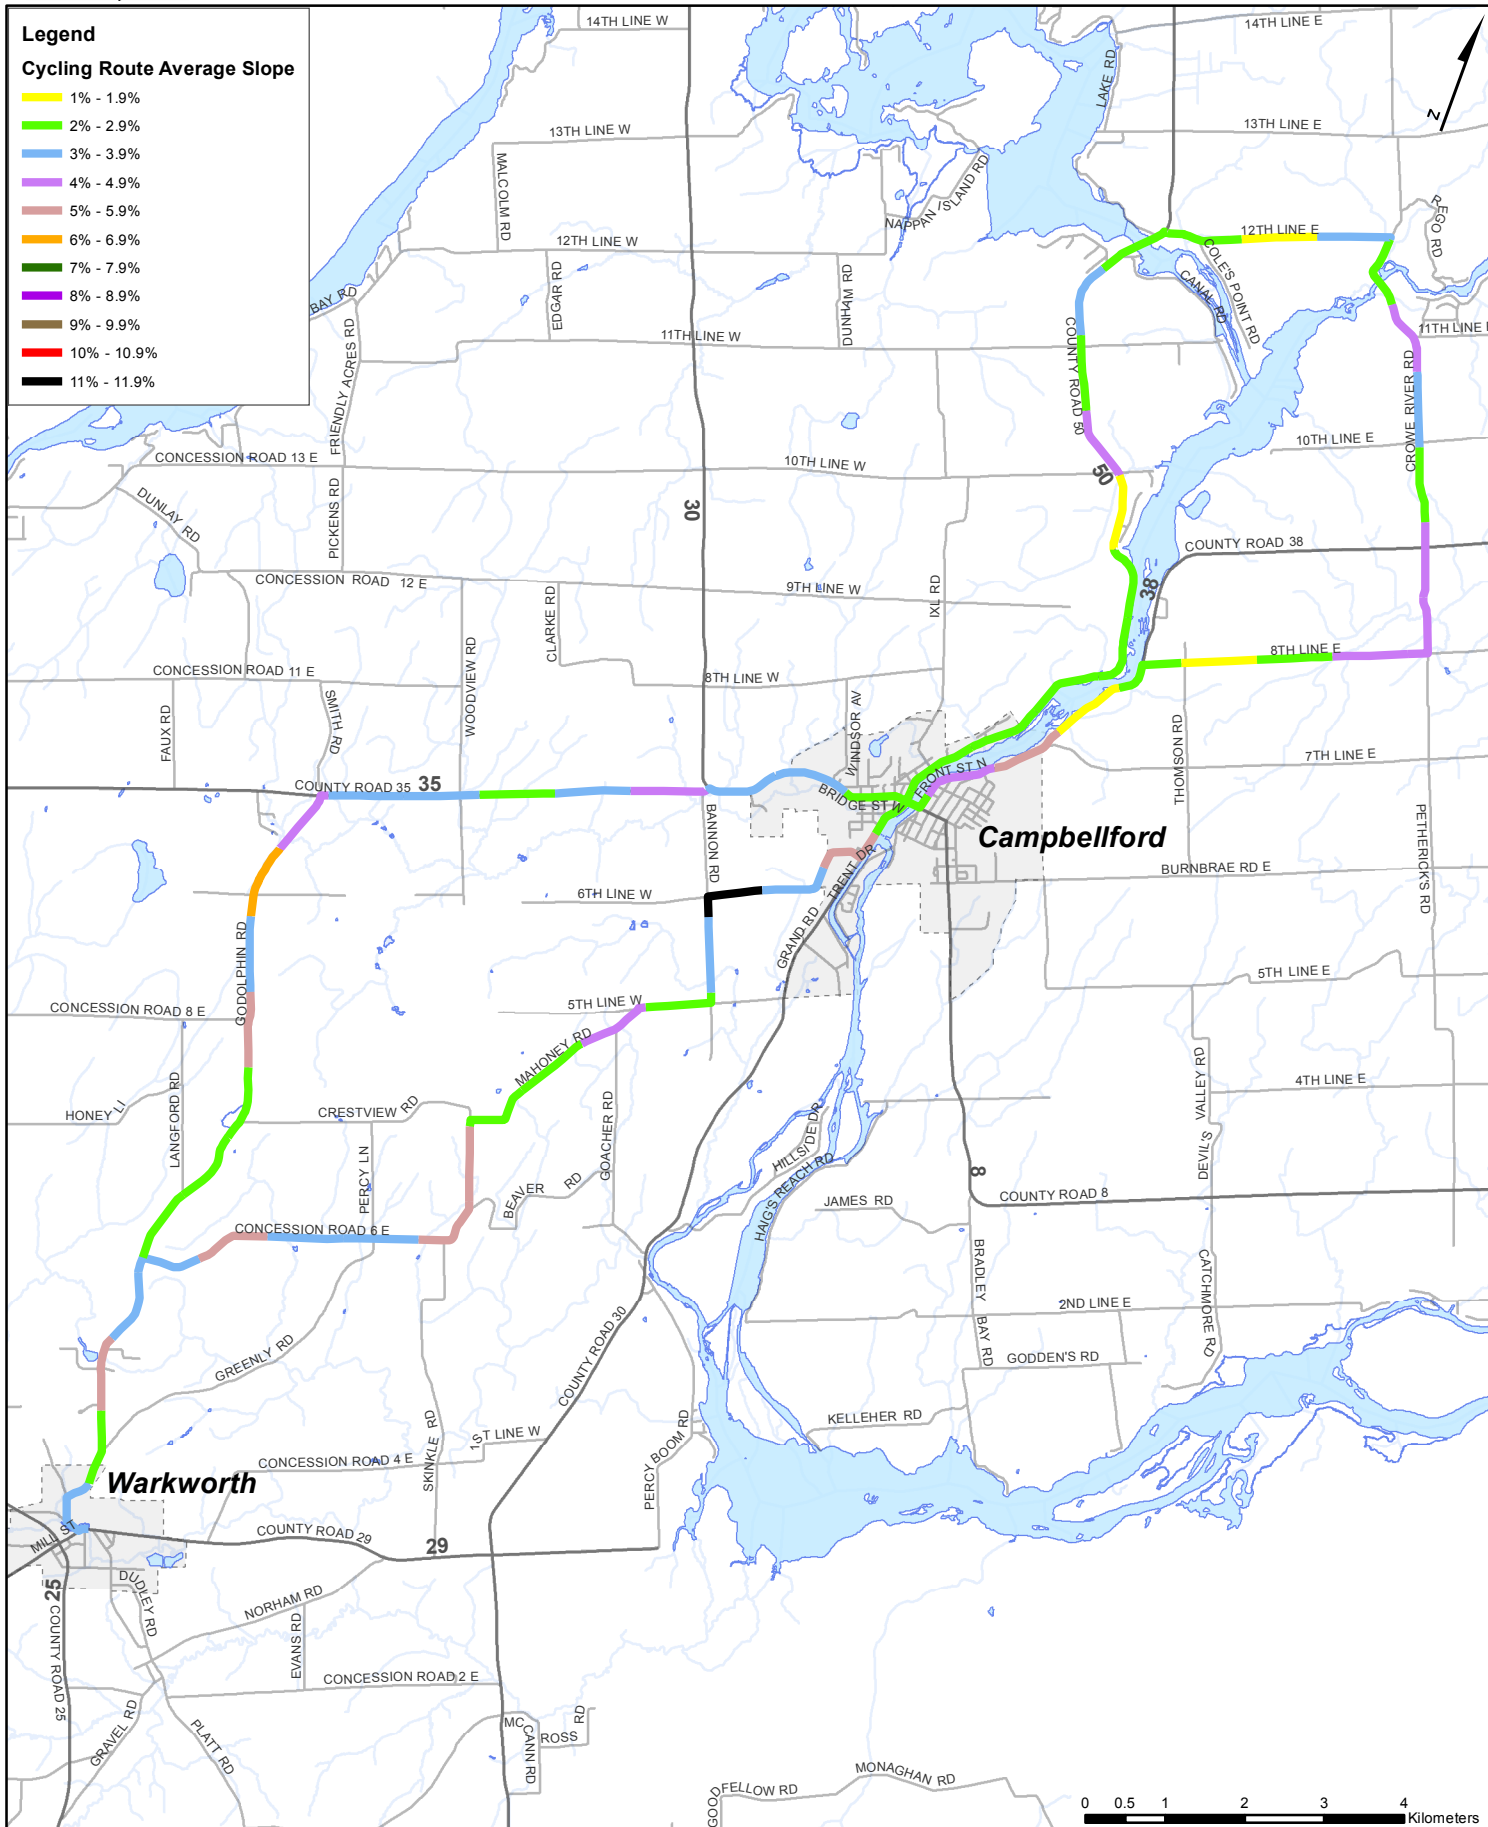 Legend
Cycling Route Average Slope
1% - 1.9%
2% - 2.9%
3% - 3.9%
4% - 4.9%
5% - 5.9%
6% - 6.9%
7% - 7.9%
8% - 8.9%
9% - 9.9%
10% - 10.9%
11% - 11.9%
14TH LINE W
14TH LINE E
LAKE RD
N
13TH LINE W
13TH LINE E
MALCOLM RD
NAPPAN ISLAND RD
REGO RD
12TH LINE W
12TH LINE E
COLE'S POINT RD
CANAL RD
BAY RD
EDGAR RD
DUNHAM RD
11TH LINE W
11TH LINE
FRIENDLY ACRES RD
COUNTY ROAD 50
CROWE RIVER RD
CONCESSION ROAD 13 E
10TH LINE W
10TH LINE E
50
DUNLAY RD
PICKENS RD
30
COUNTY ROAD 38
38
CONCESSION ROAD 12 E
9TH LINE W
IXL RD
CLARKE RD
WOODVIEW RD
CONCESSION ROAD 11 E
8TH LINE W
8TH LINE E
FAUX RD
SMITH RD
WINDSOR AV
THOMSON RD
7TH LINE E
COUNTY ROAD 35
35
BRIDGE ST W
FRONT ST N
BANNON RD
Campbellford
PETHERICK'S RD
TRENT DR
BURNBRAE RD E
6TH LINE W
GRAND RD
GODOLPHIN RD
5TH LINE E
CONCESSION ROAD 8 E
5TH LINE W
MAHONEY RD
LANGFORD RD
VALLEY RD
4TH LINE E
HONEY LI
CRESTVIEW RD
GOACHER RD
HILLSIDE DR
DEVIL'S
PERCY LN
BEAVER RD
HAIG'S REACH RD
JAMES RD
8
COUNTY ROAD 8
CONCESSION ROAD 6 E
BRADLEY BAY RD
CATCHMORE RD
2ND LINE E
COUNTY ROAD 30
GREENLY RD
GODDEN'S RD
SKINKLE RD
1ST LINE W
KELLEHER RD
PERCY BOOM RD
CONCESSION ROAD 4 E
Warkworth
MILL ST
COUNTY ROAD 29
29
25
DUDLEY RD
NORHAM RD
EVANS RD
COUNTY ROAD 25
CONCESSION ROAD 2 E
GRAVEL RD
PLATT RD
MCCANN RD
ROSS RD
GOODFELLOW RD
MONAGHAN RD
0 0.5 1 2 3 4
Kilometers